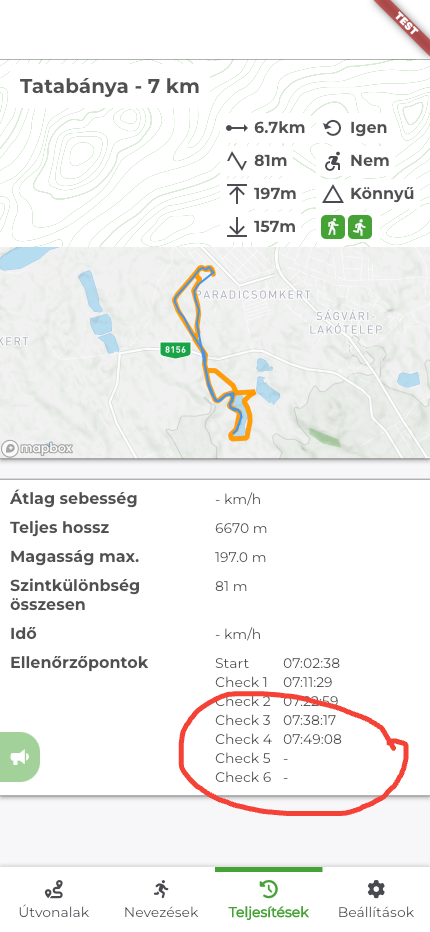 TEST
Tatabánya - 7 km
6.7km Igen
81m Nem
197m Könnyű
157m
PARADICSOMKERT
SÁGVÁRI-
LAKÓTELEP
KERT
8156
mapbox
Átlag sebesség - km/h
Teljes hossz 6670 m
Magasság max. 197.0 m
Szintkülönbség 81 m
összesen
Idő - km/h
Ellenőrzőpontok Start 07:02:38
Check 1 07:11:29
Check 2 07:22:59
Check 3 07:38:17
Check 4 07:49:08
Check 5 -
Check 6 -
Útvonalak Nevezések Teljesítések Beállítások